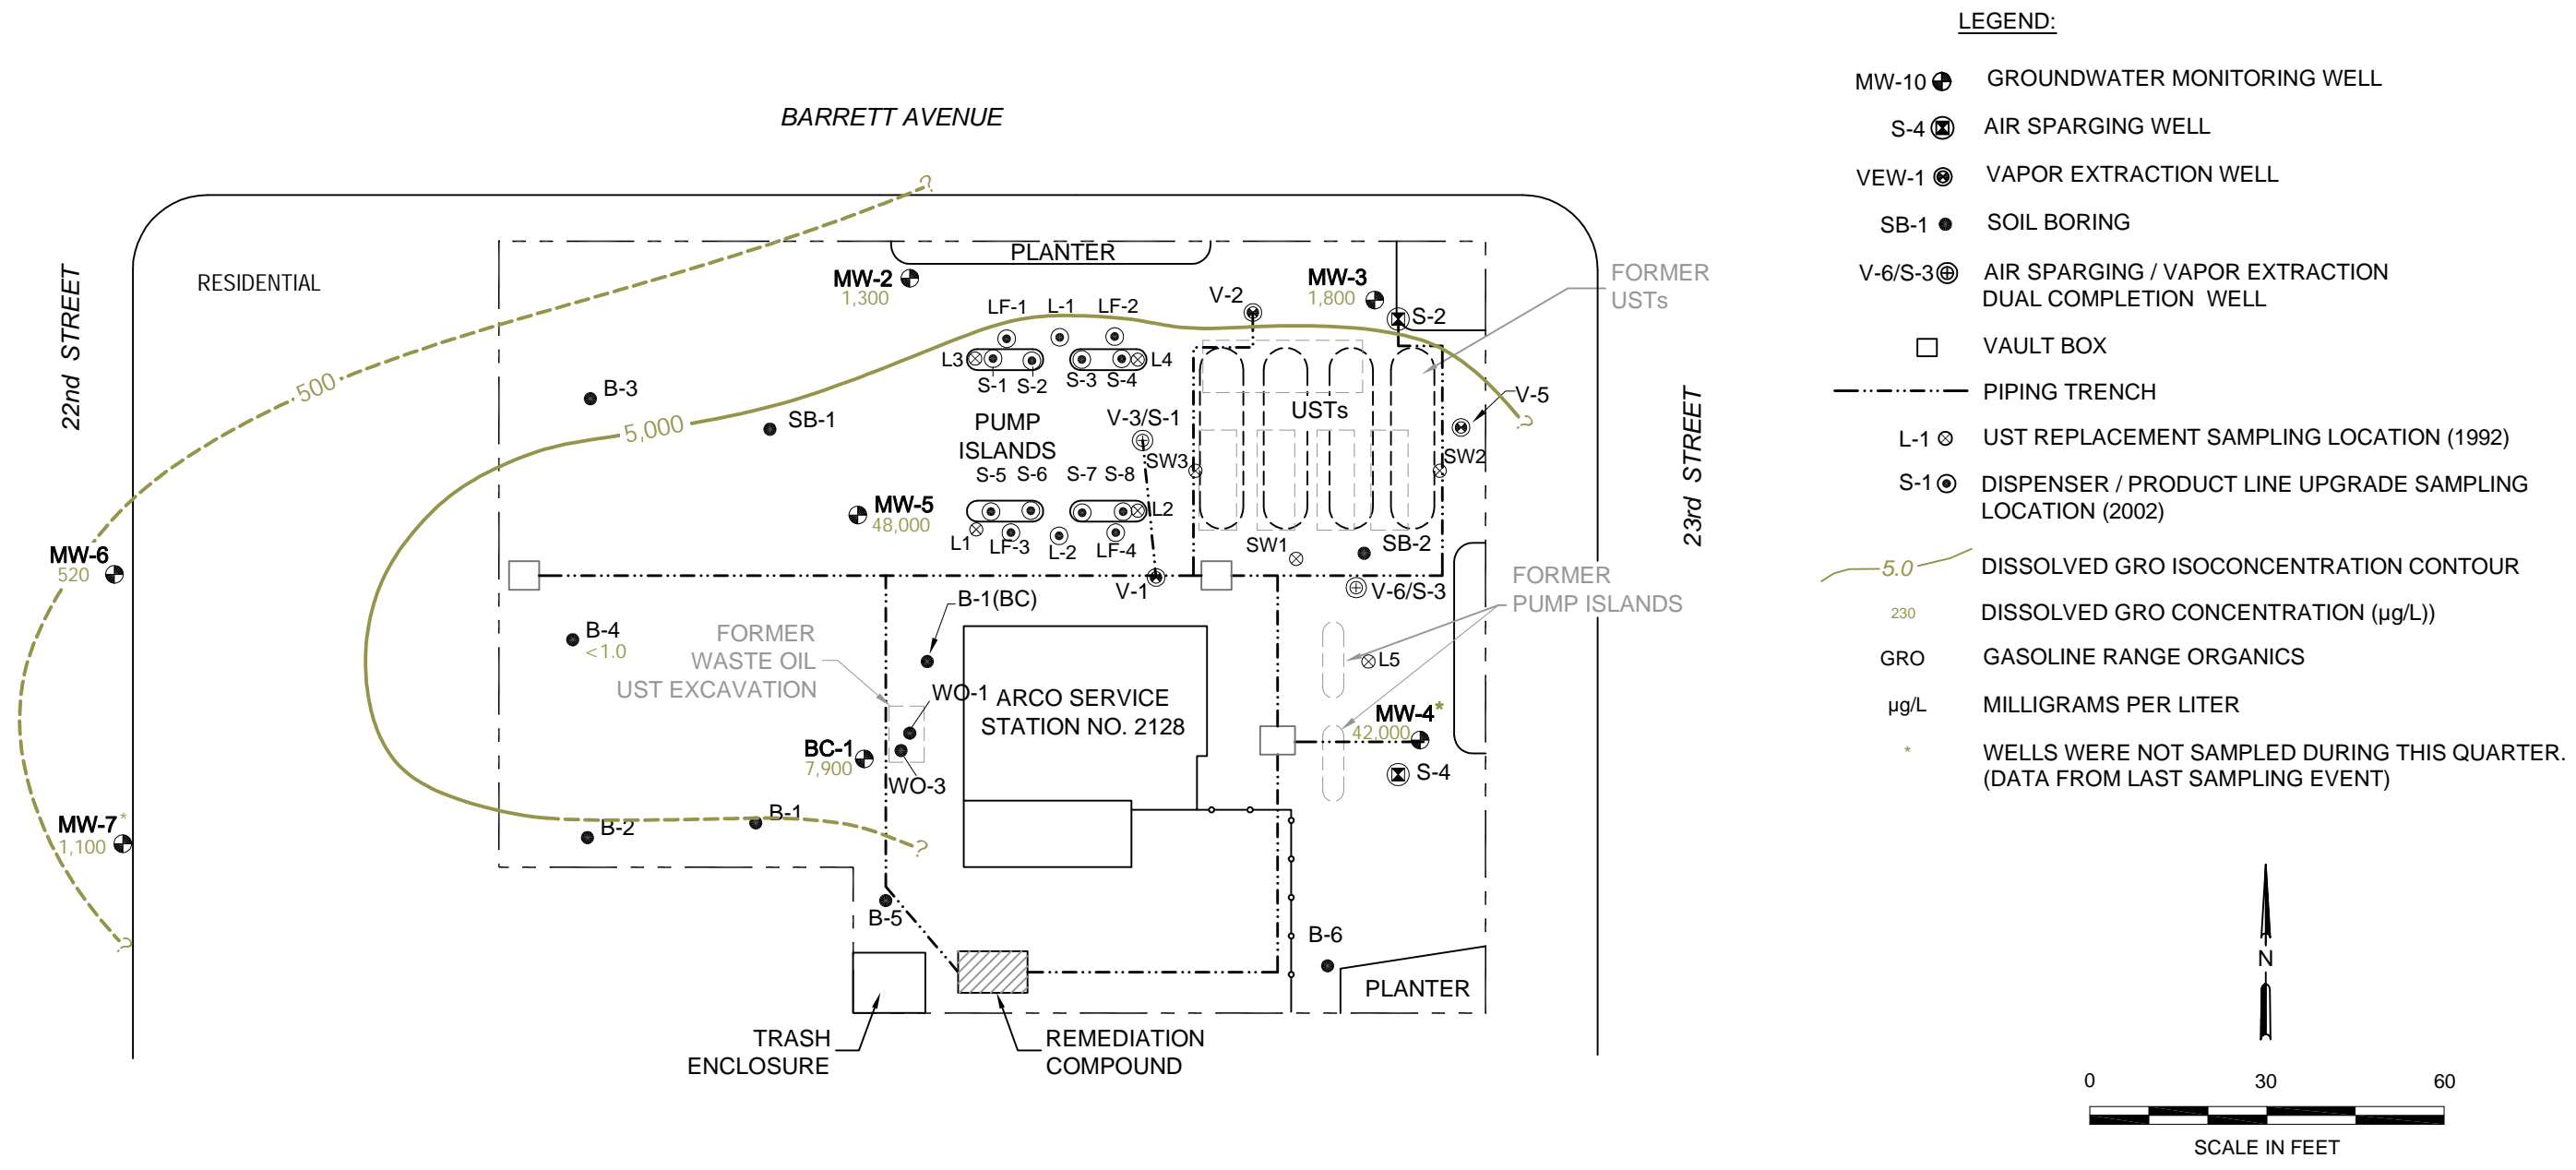 LEGEND:
MW-10 GROUNDWATER MONITORING WELL
S-4 AIR SPARGING WELL
VEW-1 VAPOR EXTRACTION WELL
SB-1 SOIL BORING
V-6/S-3 AIR SPARGING / VAPOR EXTRACTION
DUAL COMPLETION WELL
VAULT BOX
PIPING TRENCH
L-1 UST REPLACEMENT SAMPLING LOCATION (1992)
S-1 DISPENSER / PRODUCT LINE UPGRADE SAMPLING
LOCATION (2002)
5.0 DISSOLVED GRO ISOCONCENTRATION CONTOUR
230 DISSOLVED GRO CONCENTRATION (µg/L))
GRO GASOLINE RANGE ORGANICS
µg/L MILLIGRAMS PER LITER
* WELLS WERE NOT SAMPLED DURING THIS QUARTER.
(DATA FROM LAST SAMPLING EVENT)
N
0 30 60
SCALE IN FEET
BARRETT AVENUE
22nd STREET
23rd STREET
RESIDENTIAL
?
500
5,000
PLANTER
MW-2
1,300
MW-3
1,800
FORMER
USTs
V-2
S-2
LF-1 L-1 LF-2
L3
L4
S-1 S-2 S-3 S-4
B-3
SB-1
PUMP
ISLANDS
V-3/S-1
USTs
V-5
?
SW3
SW2
S-5 S-6 S-7 S-8
MW-5
48,000
L2
L1
LF-3
L-2
LF-4
SW1
SB-2
MW-6
520
V-1
V-6/S-3
FORMER
PUMP ISLANDS
B-1(BC)
B-4
<1.0
FORMER
WASTE OIL
UST EXCAVATION
WO-1
ARCO SERVICE
STATION NO. 2128
L5
MW-4*
42,000
BC-1
7,900
WO-3
S-4
MW-7*
1,100
B-2
B-1
?
?
B-5
B-6
PLANTER
TRASH
ENCLOSURE
REMEDIATION
COMPOUND